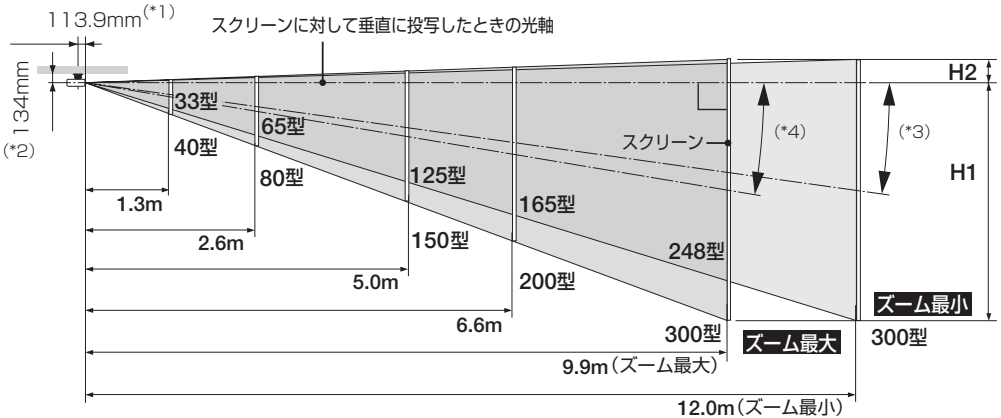 113.9mm(*1)
スクリーンに対して垂直に投写したときの光軸
134mm
(*2)
H2
33型
65型
40型
80型
スクリーン
(*4)
(*3)
H1
125型
165型
1.3m
2.6m
150型
248型
5.0m
200型
6.6m
300型
ズーム最大
ズーム最小
300型
9.9m(ズーム最大)
12.0m(ズーム最小)